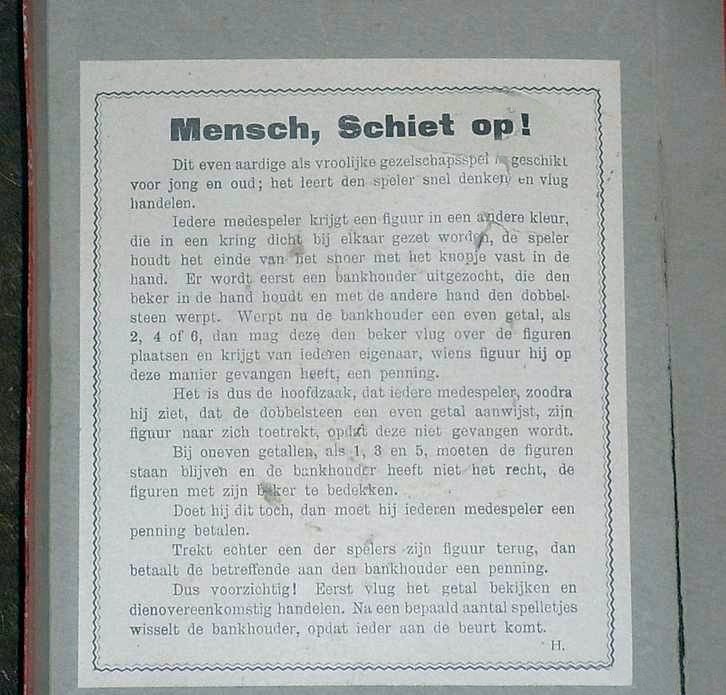 Mensch, Schiet op!
Dit even aardige als vroolijke gezelschapsspel is geschikt
voor jong en oud; het leert den speler snel denken en vlug
handelen.
Iedere medespeler krijgt een figuur in een andere kleur,
die in een kring dicht bij elkaar gezet worden, de speler
houdt het einde van het snoer met het knopje vast in de
hand. Er wordt eerst een bankhouder uitgezocht, die den
beker in de hand houdt en met de andere hand den dobbel-
steen werpt. Werpt nu de bankhouder een even getal, als
2, 4 of 6, dan mag deze den beker vlug over de figuren
plaatsen en krijgt van iederen eigenaar, wiens figuur hij op
deze manier gevangen heeft, een penning.
Het is dus de hoofdzaak, dat iedere medespeler, zoodra
hij ziet, dat de dobbelsteen een even getal aanwijst, zijn
figuur naar zich toetrekt, opdat deze niet gevangen wordt.
Bij oneven getallen, als 1, 3 en 5, moeten de figuren
staan blijven en de bankhouder heeft niet het recht, de
figuren met zijn beker te bedekken.
Doet hij dit toch, dan moet hij iederen medespeler een
penning betalen.
Trekt echter een der spelers zijn figuur terug, dan
betaalt de betreffende aan den bankhouder een penning.
Dus voorzichtig! Eerst vlug het getal bekijken en
dienovereenkomstig handelen. Na een bepaald aantal spelletjes
wisselt de bankhouder, opdat ieder aan de beurt komt.
H.